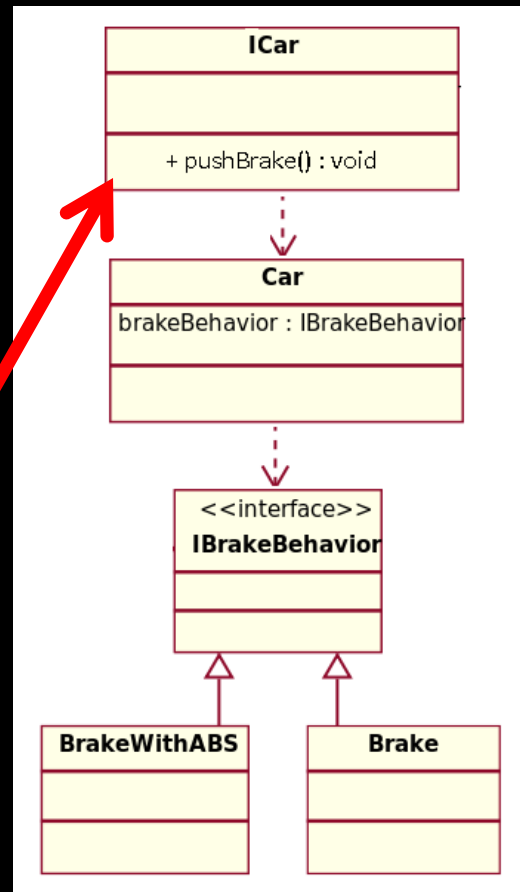 ICar
+ pushBrake() : void
Car
brakeBehavior : IBrakeBehavior
<<interface>>
IBrakeBehavior
BrakeWithABS
Brake